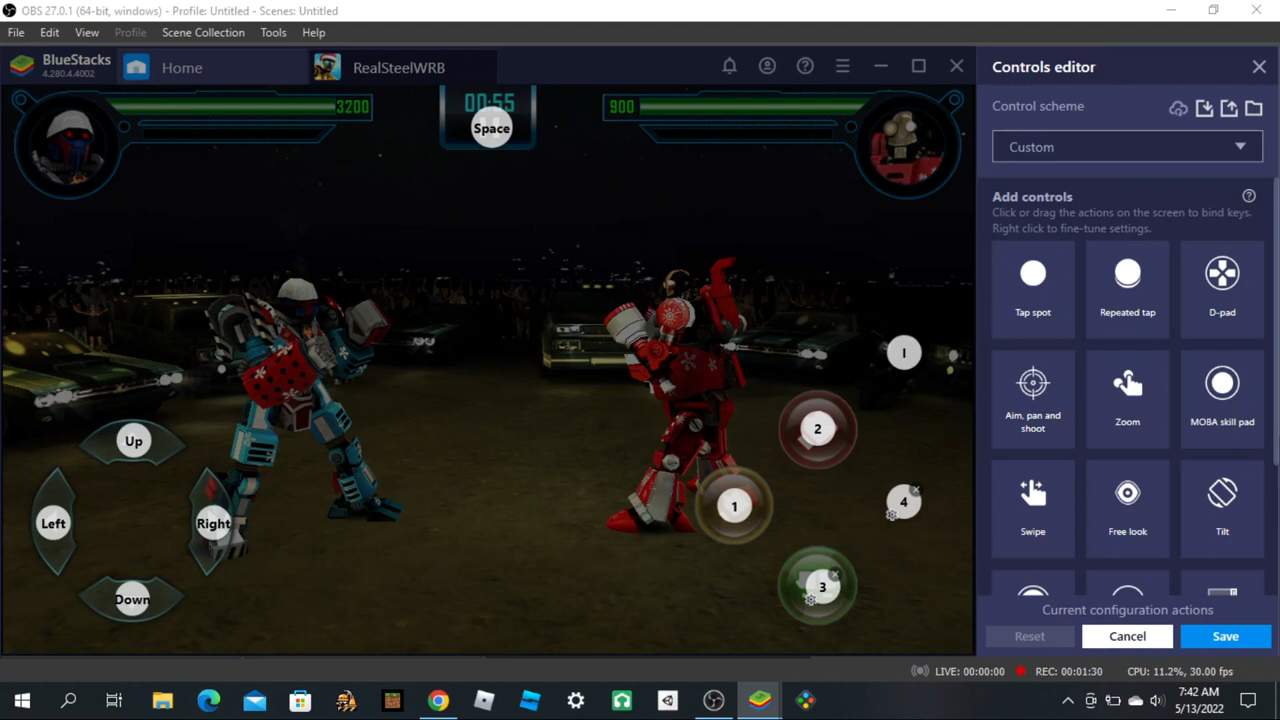 OBS 27.0.1 (64-bit, windows) - Profile: Untitled - Scenes: Untitled
File Edit View Profile Scene Collection Tools Help
BlueStacks
4.280.4.4002
Home
RealSteelWRB
3200
00:55
Space
900
Up
Left
Right
Down
I
2
1
4
3
Controls editor
Control scheme
Custom
Add controls
Click or drag the actions on the screen to bind keys.
Right click to fine-tune settings.
Tap spot
Repeated tap
D-pad
Aim, pan and
shoot
Zoom
MOBA skill pad
Swipe
Free look
Tilt
Current configuration actions
Reset
Cancel
Save
LIVE: 00:00:00
REC: 00:01:30
CPU: 11.2%, 30.00 fps
7:42 AM
5/13/2022